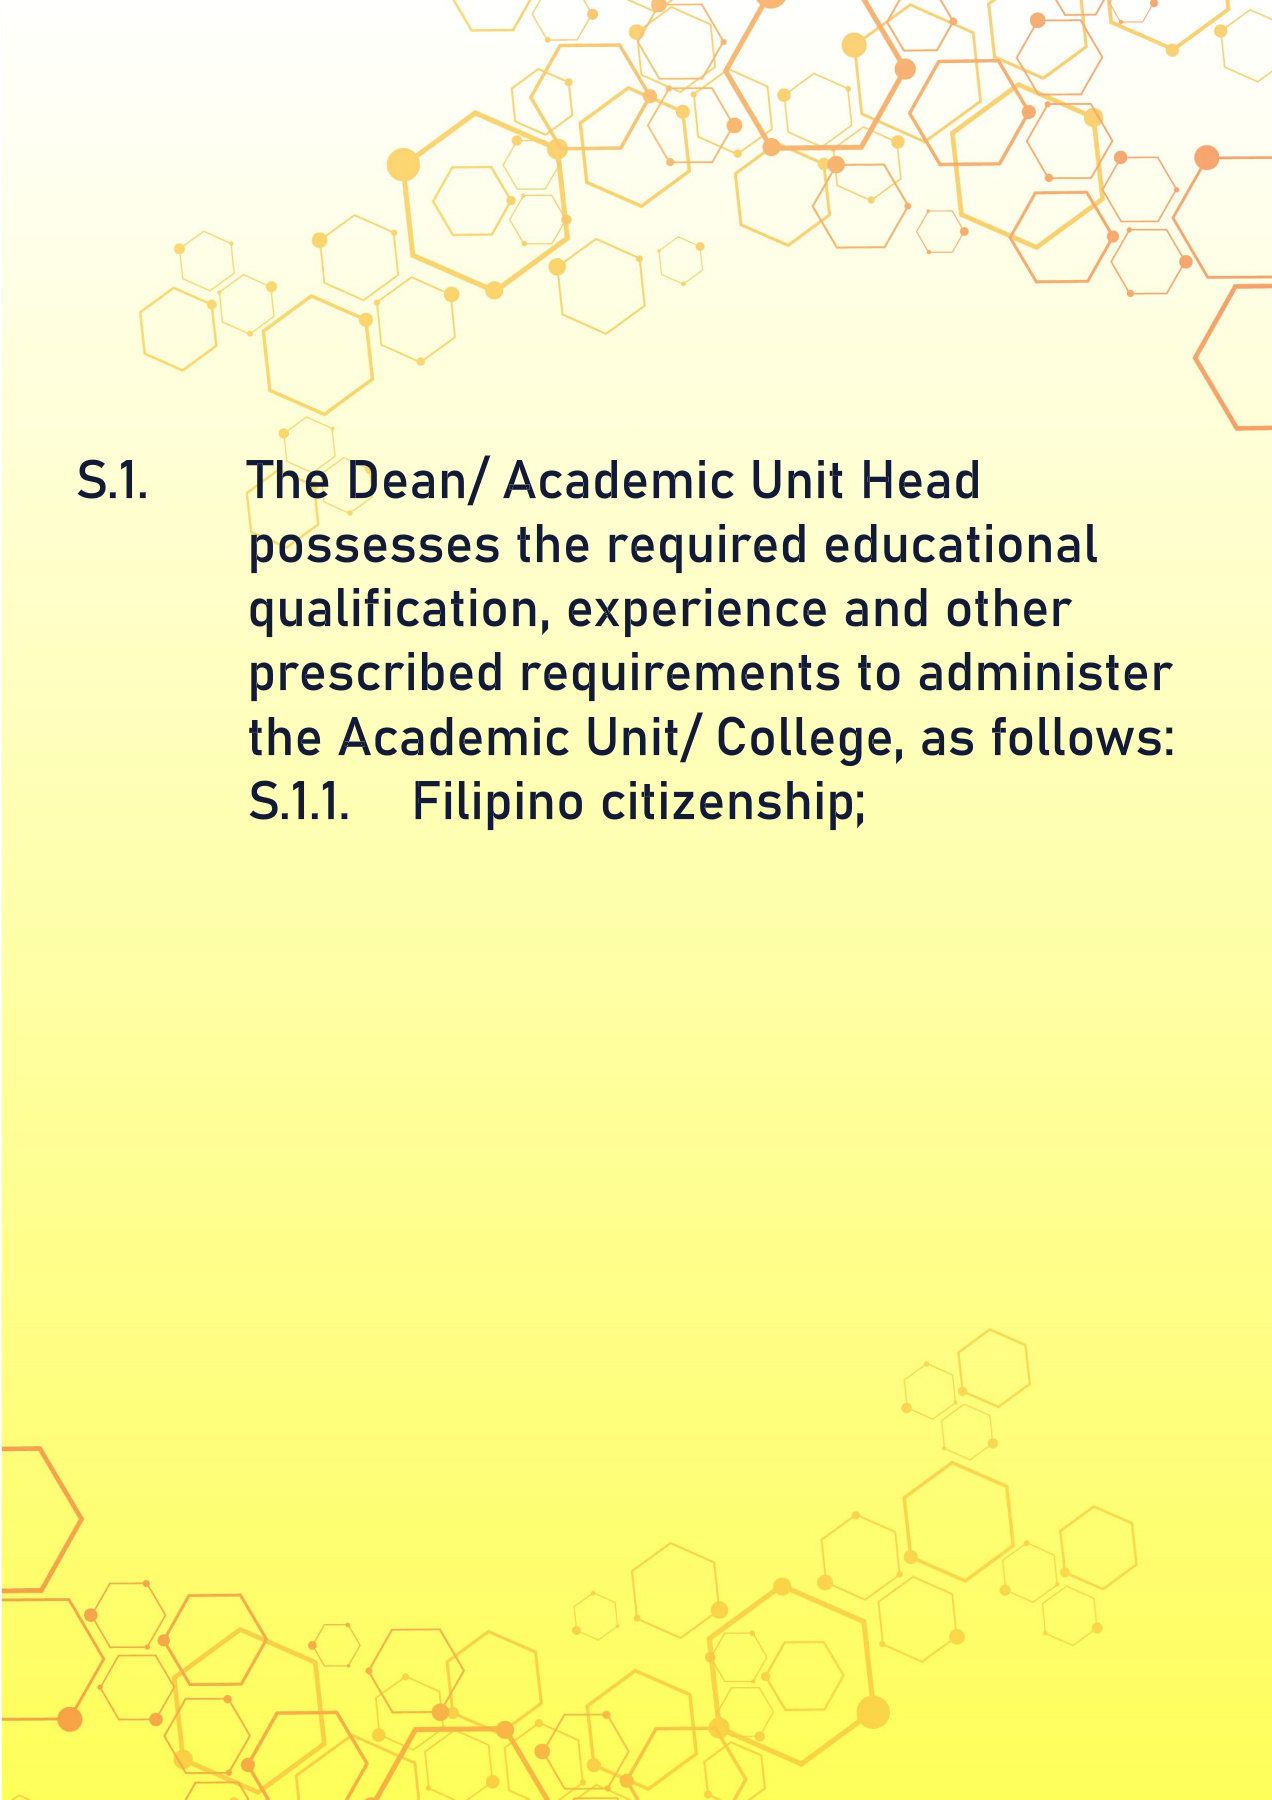 S.1. The Dean/ Academic Unit Head
possesses the required educational
qualification, experience and other
prescribed requirements to administer
the Academic Unit/ College, as follows:
S.1.1. Filipino citizenship;